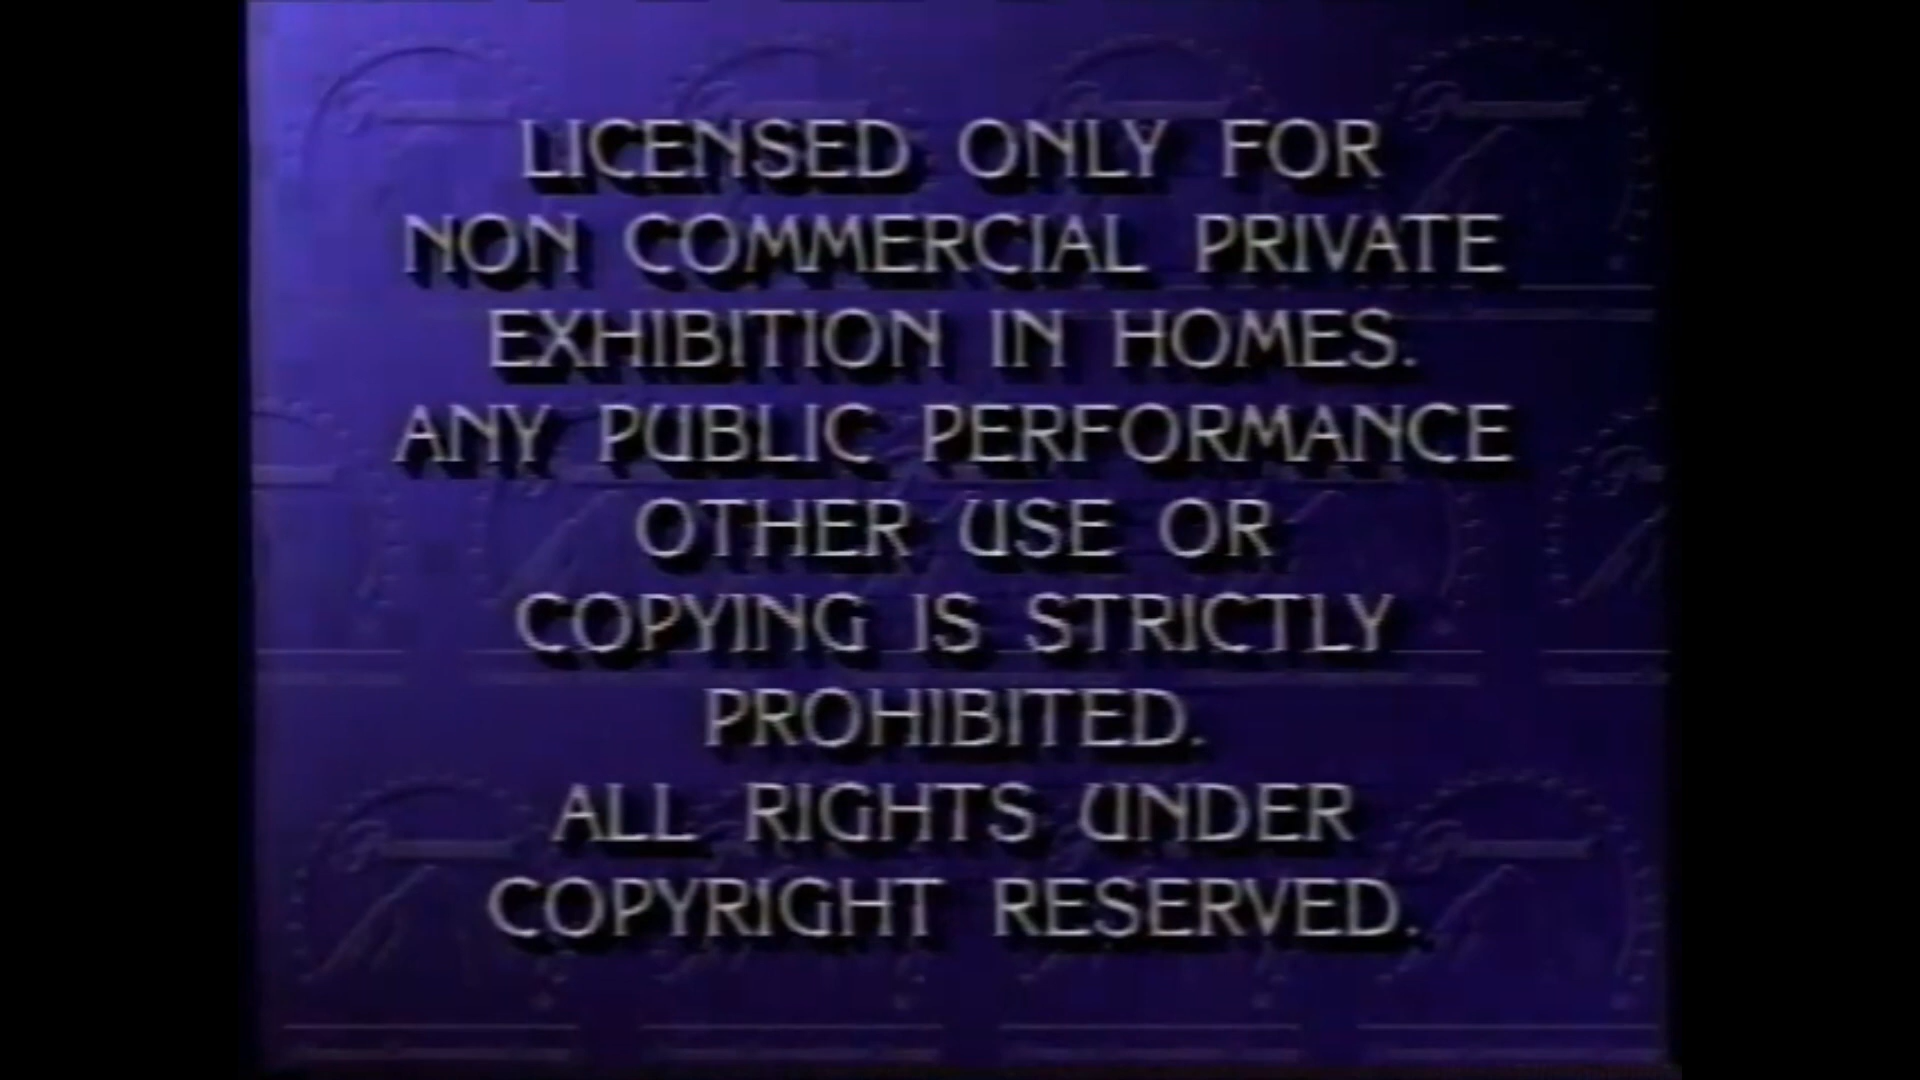 LICENSED ONLY FOR
NON COMMERCIAL PRIVATE
EXHIBITION IN HOMES.
ANY PUBLIC PERFORMANCE
OTHER USE OR
COPYING IS STRICTLY
PROHIBITED.
ALL RIGHTS UNDER
COPYRIGHT RESERVED.